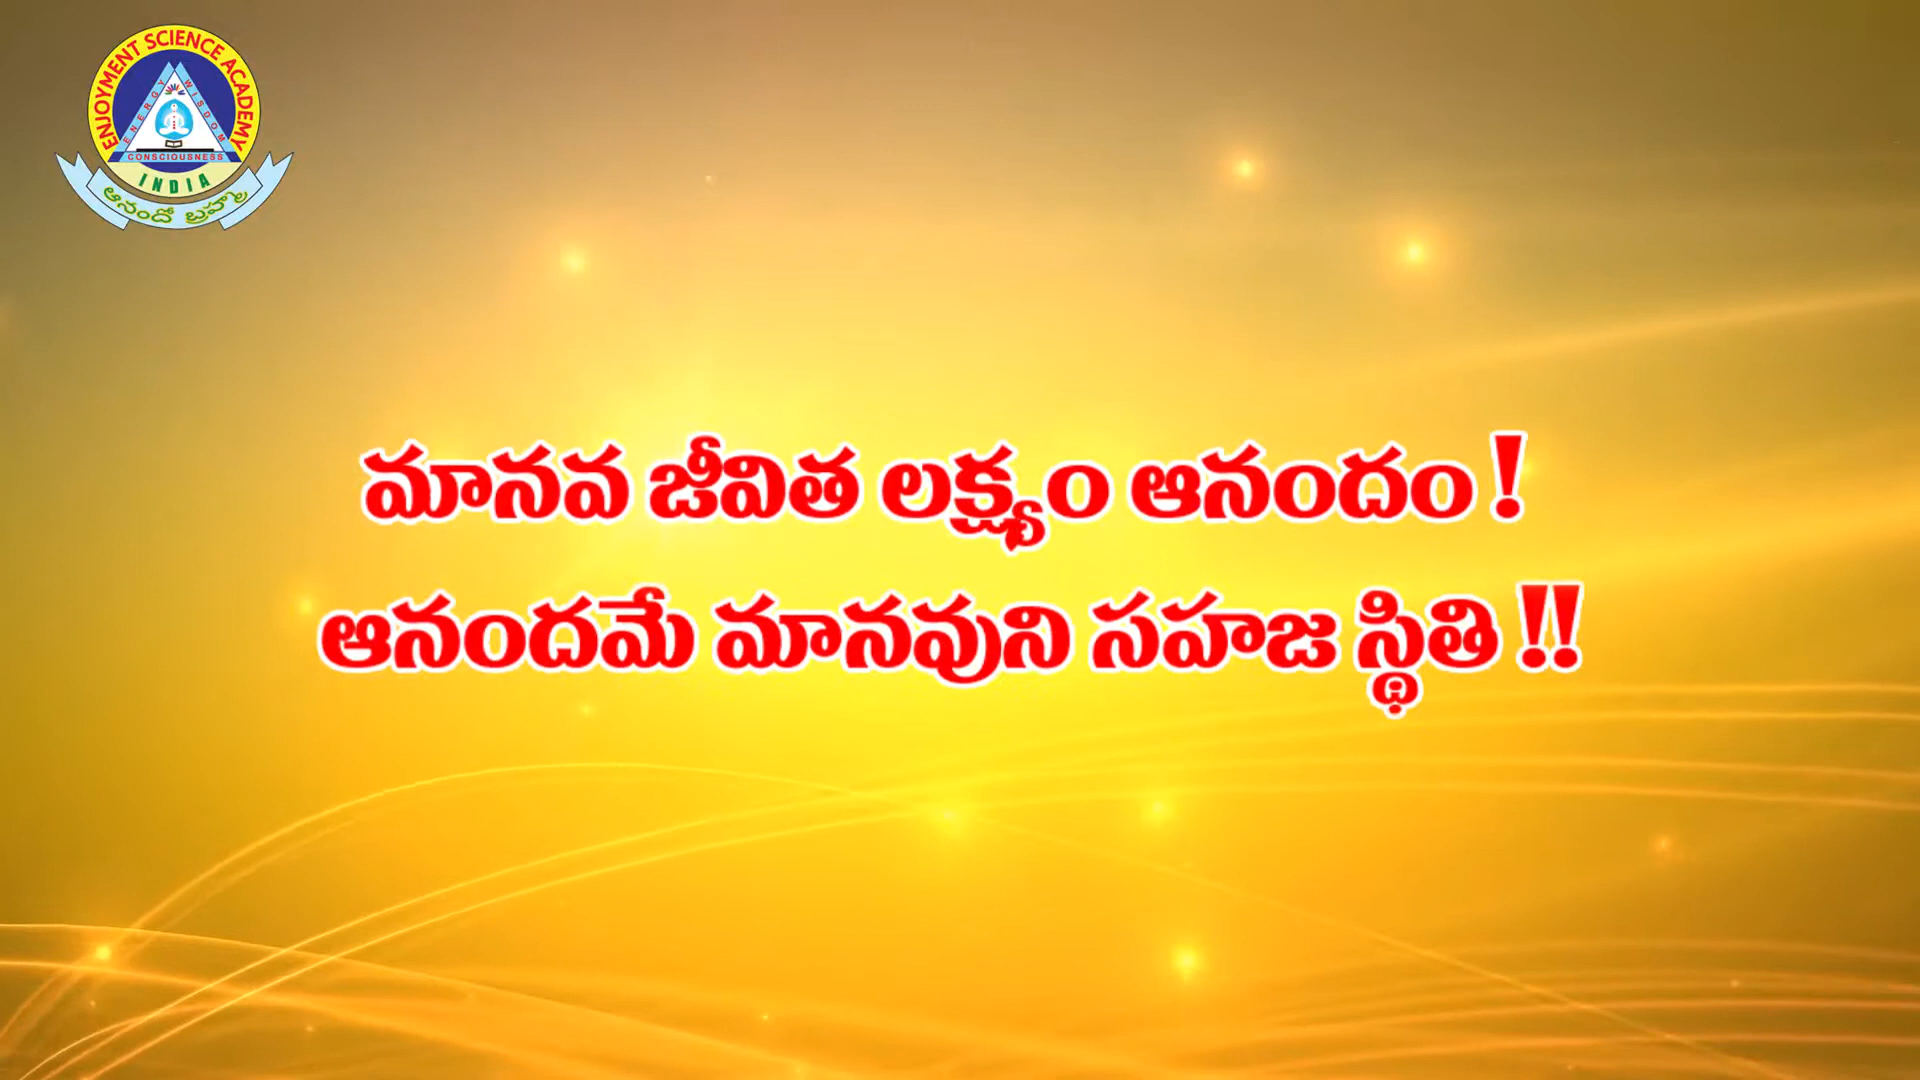 ENJOYMENT SCIENCE ACADEMY
ENERGY
WISDOM
CONSCIOUSNESS
INDIA
ఆనందో బ్రహ్మ
మానవ జీవిత లక్ష్యం ఆనందం !
ఆనందమే మానవుని సహజ స్థితి !!